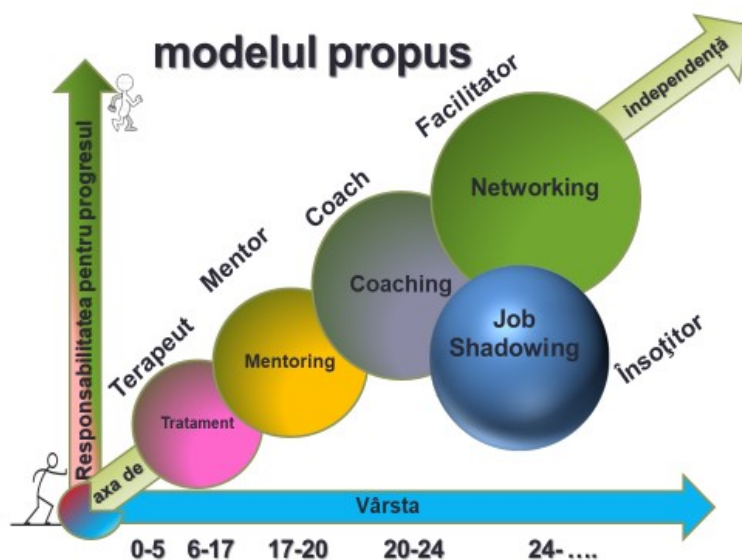 modelul propus
Responsabilitatea pentru progresul
independență
Facilitator
Networking
Coach
Coaching
Mentor
Mentoring
Job
Shadowing
Însoţitor
Terapeut
Tratament
axa de
Vârsta
0-5 6-17 17-20 20-24 24- ....